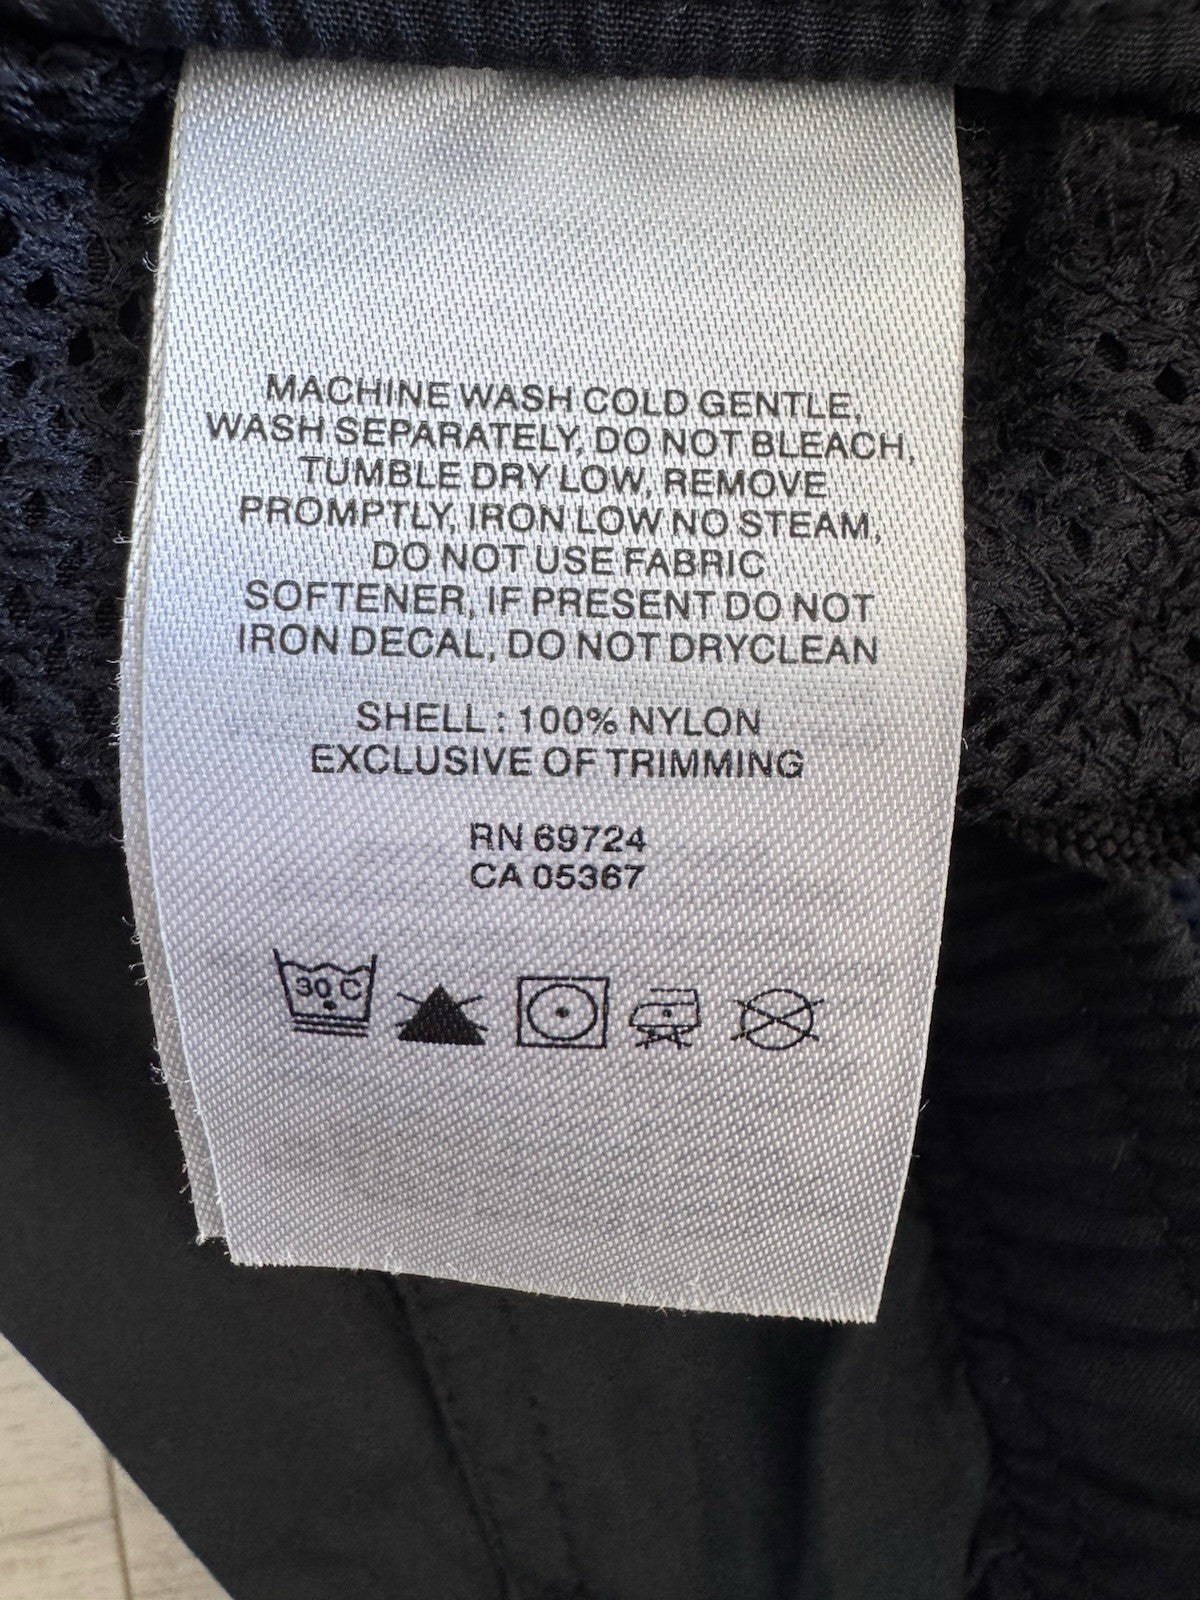 MACHINE WASH COLD GENTLE,
WASH SEPARATELY, DO NOT BLEACH,
TUMBLE DRY LOW, REMOVE
PROMPTLY, IRON LOW NO STEAM,
DO NOT USE FABRIC
SOFTENER, IF PRESENT DO NOT
IRON DECAL, DO NOT DRYCLEAN
SHELL : 100% NYLON
EXCLUSIVE OF TRIMMING
RN 69724
CA 05367
30 C